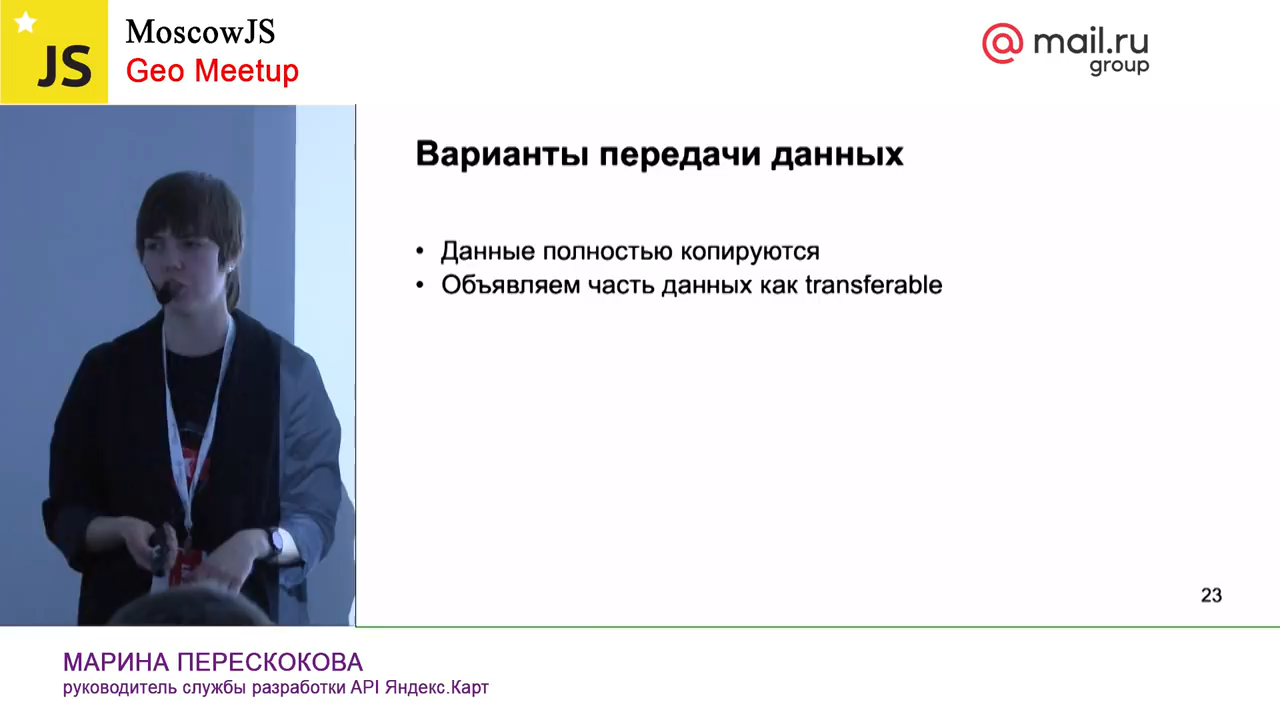 JS
MoscowJS
Geo Meetup
@mail.ru
group
Варианты передачи данных
• Данные полностью копируются
• Объявляем часть данных как transferable
23
МАРИНА ПЕРЕСКОКОВА
руководитель службы разработки API Яндекс.Карт